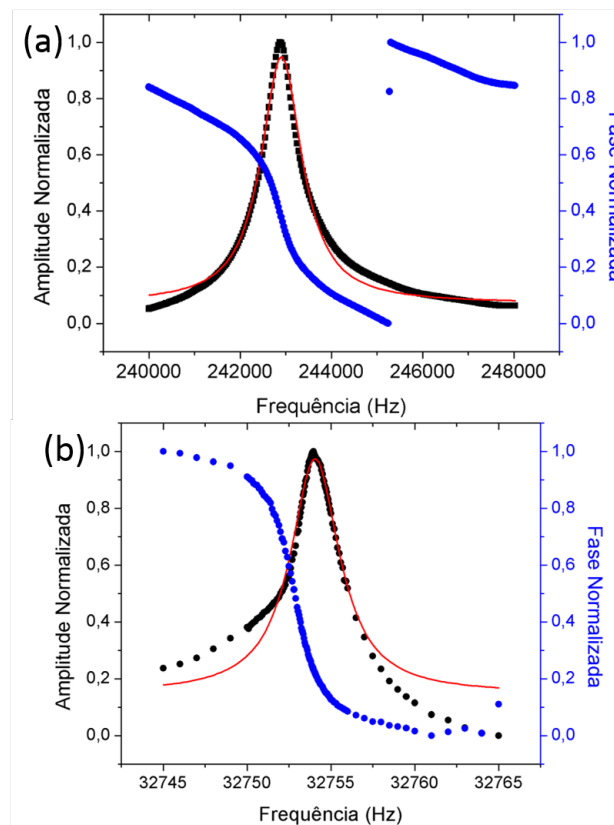 (a)
1,0
0,8
0,6
0,4
0,2
0,0
Amplitude Normalizada
1,0
0,8
0,6
0,4
0,2
0,0
Fase Normalizada
240000 242000 244000 246000 248000
Frequência (Hz)
(b)
1,0
0,8
0,6
0,4
0,2
0,0
Amplitude Normalizada
1,0
0,8
0,6
0,4
0,2
0,0
Fase Normalizada
32745 32750 32755 32760 32765
Frequência (Hz)